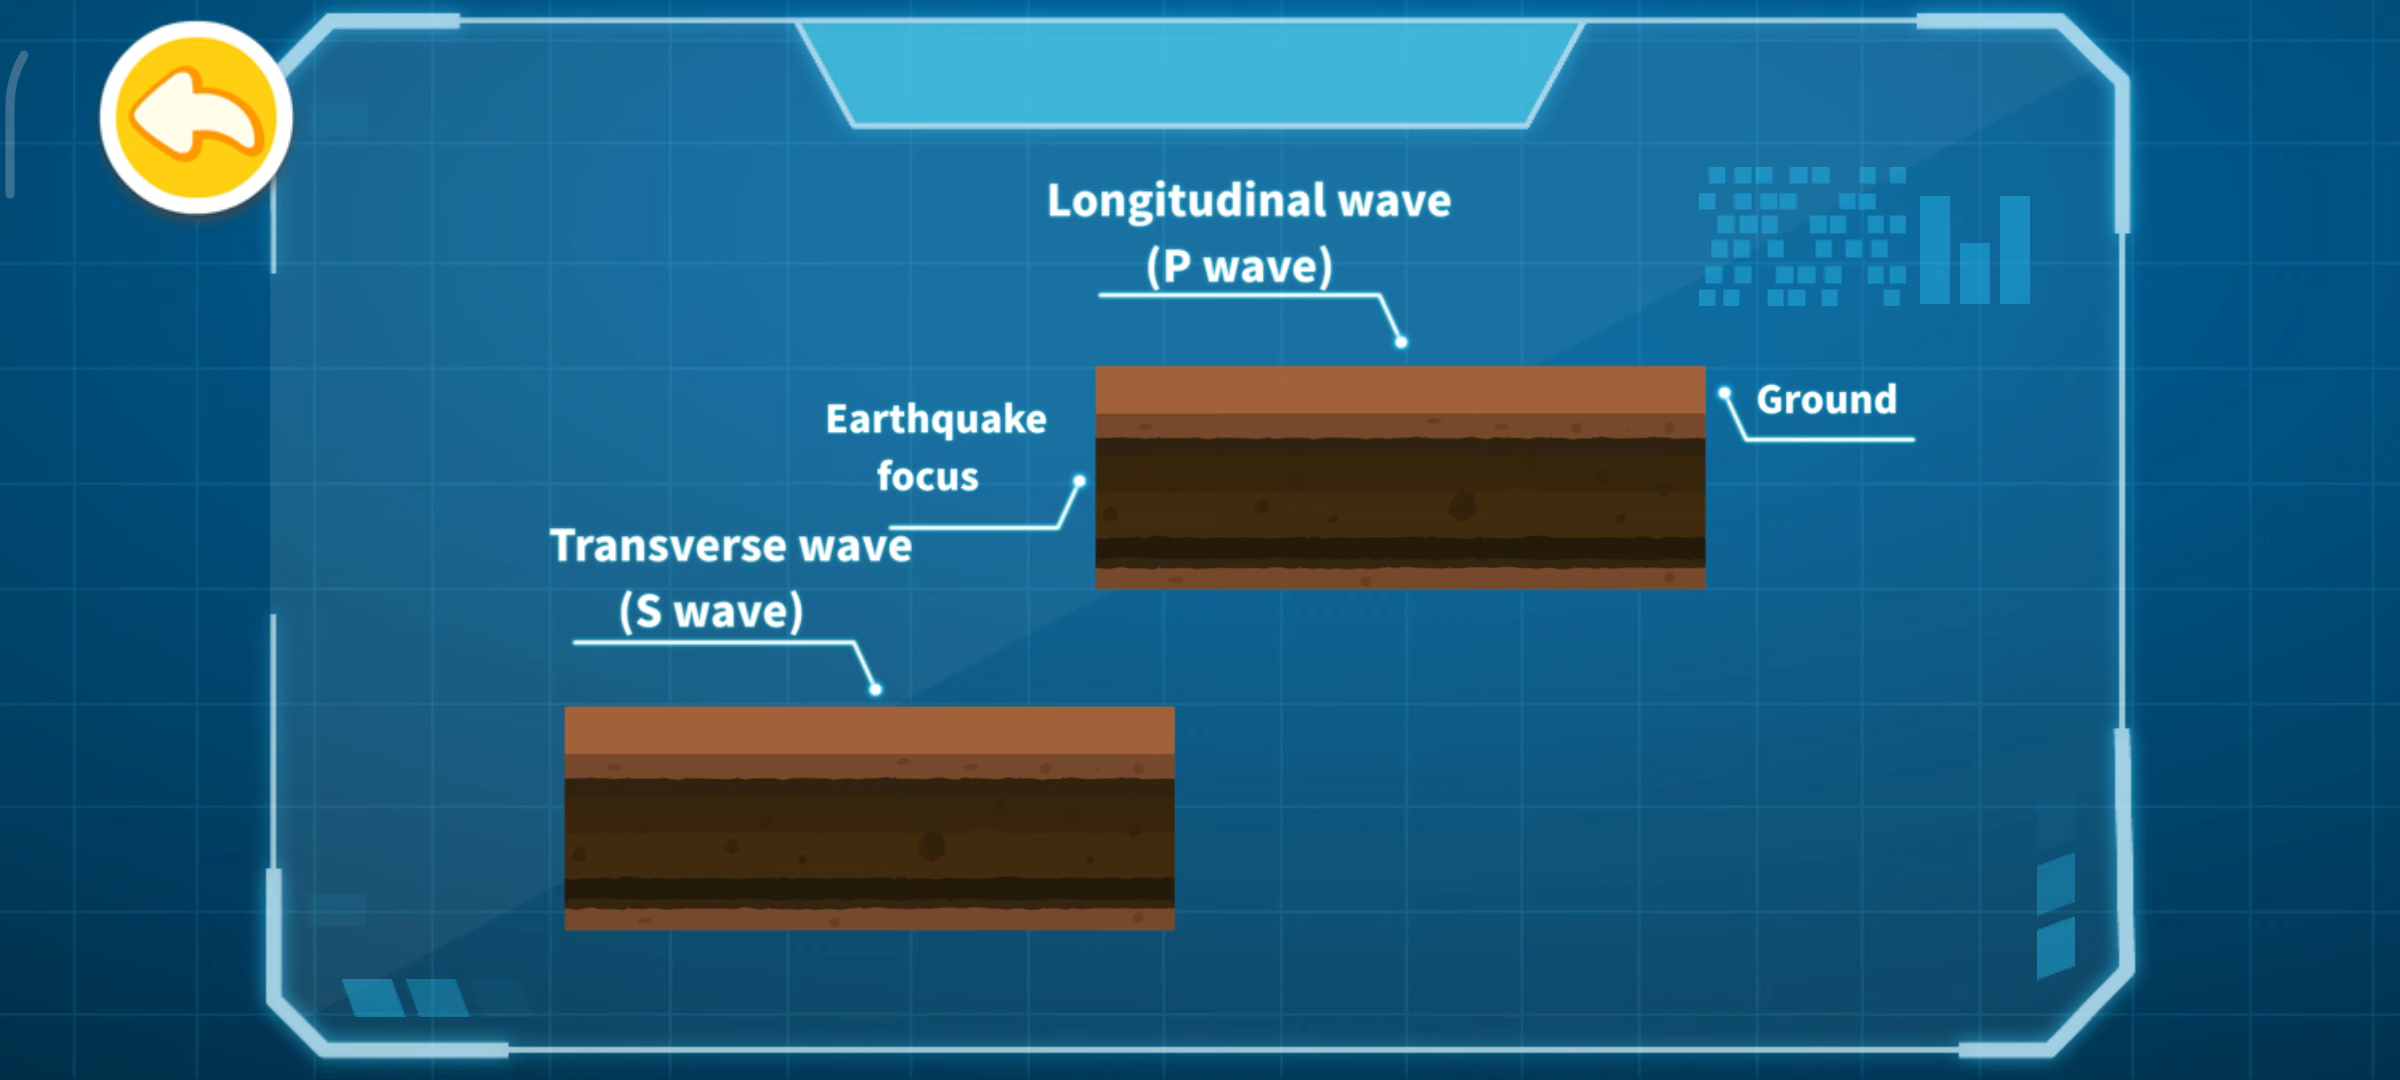 Longitudinal wave
(P wave)
Ground
Earthquake
focus
Transverse wave
(S wave)